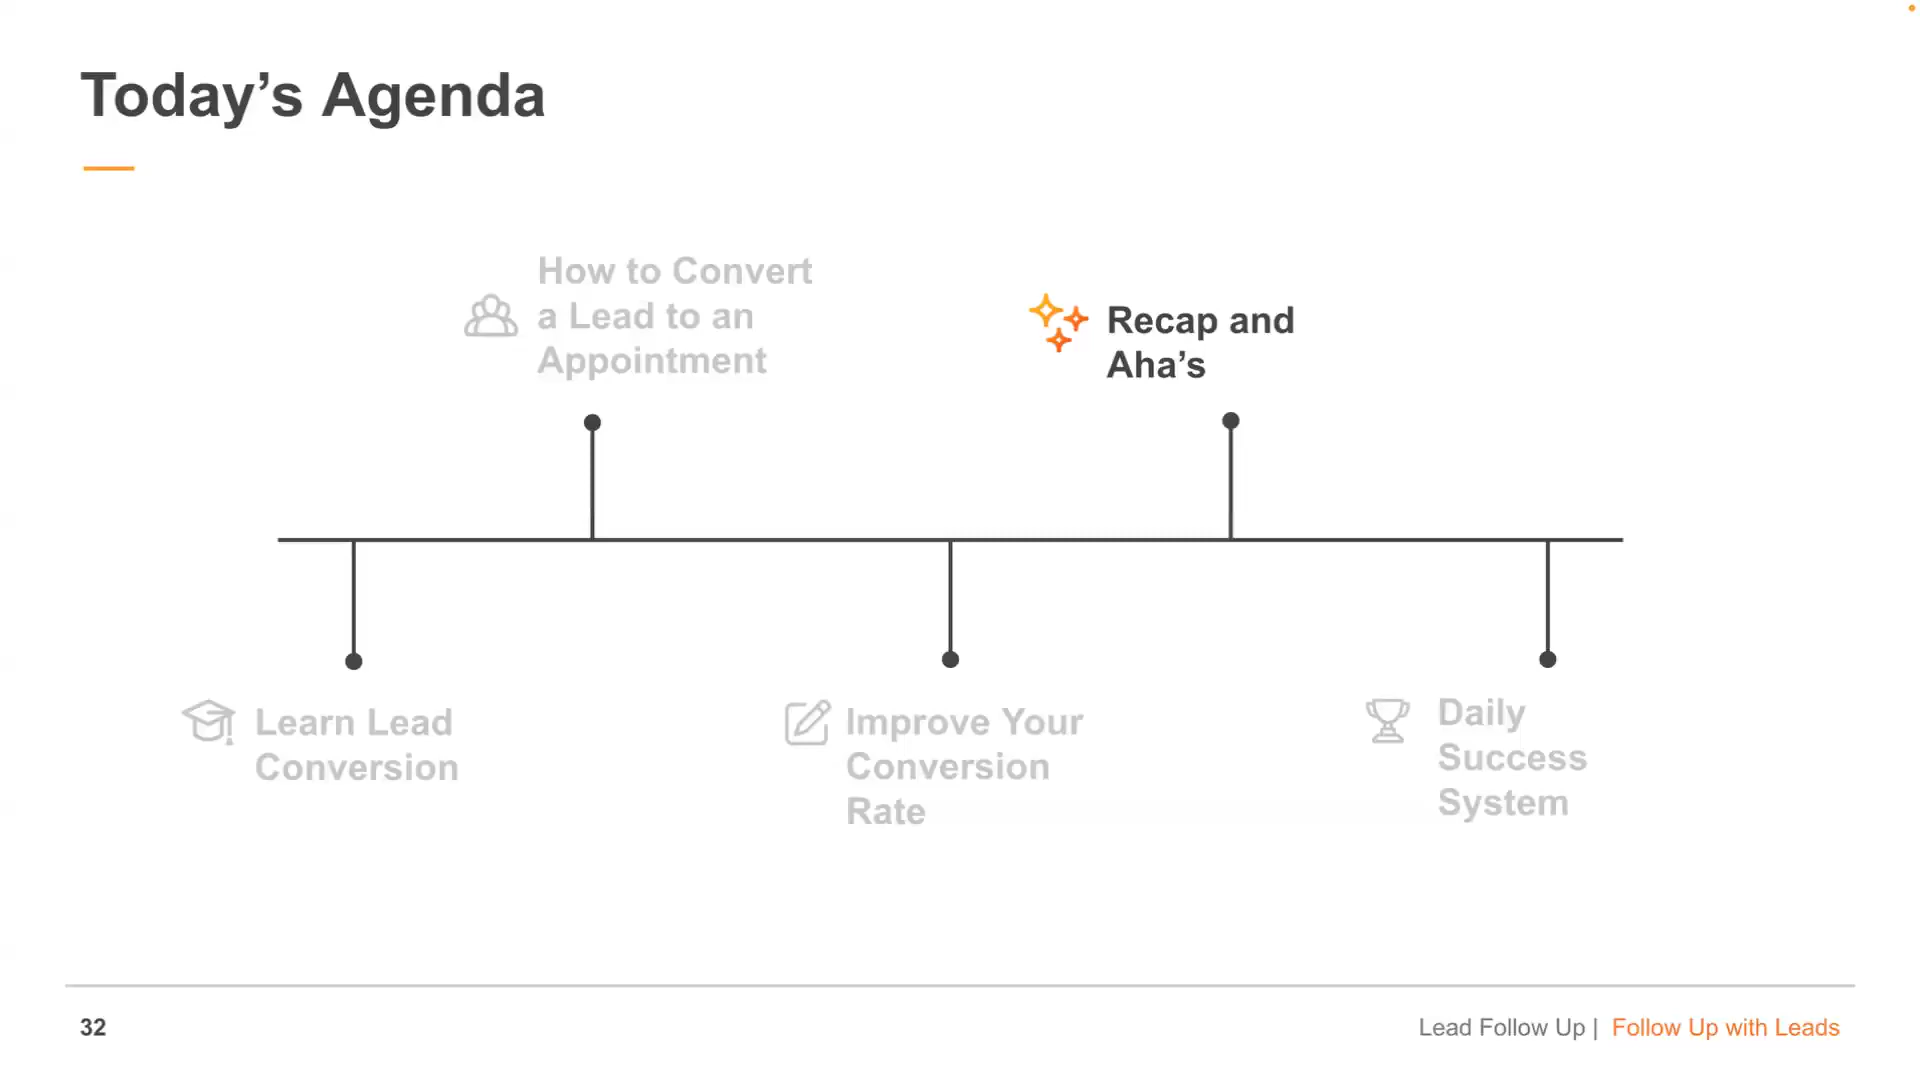 Today’s Agenda
How to Convert
a Lead to an
Appointment
Recap and
Aha’s
Learn Lead
Conversion
Improve Your
Conversion
Rate
Daily
Success
System
32
Lead Follow Up | Follow Up with Leads